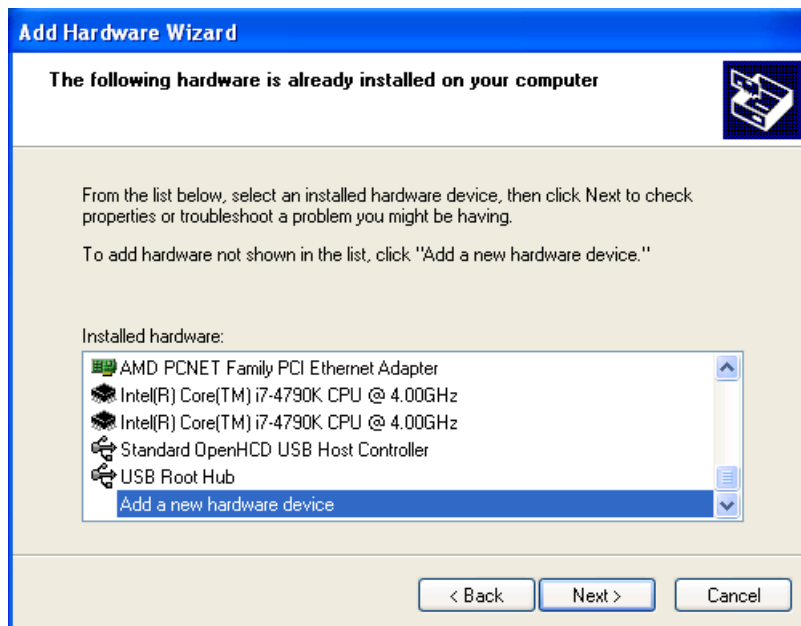 Add Hardware Wizard
The following hardware is already installed on your computer
From the list below, select an installed hardware device, then click Next to check
properties or troubleshoot a problem you might be having.
To add hardware not shown in the list, click "Add a new hardware device."
Installed hardware:
AMD PCNET Family PCI Ethernet Adapter
Intel(R) Core(TM) i7-4790K CPU @ 4.00GHz
Intel(R) Core(TM) i7-4790K CPU @ 4.00GHz
Standard OpenHCD USB Host Controller
USB Root Hub
Add a new hardware device
< Back Next > Cancel